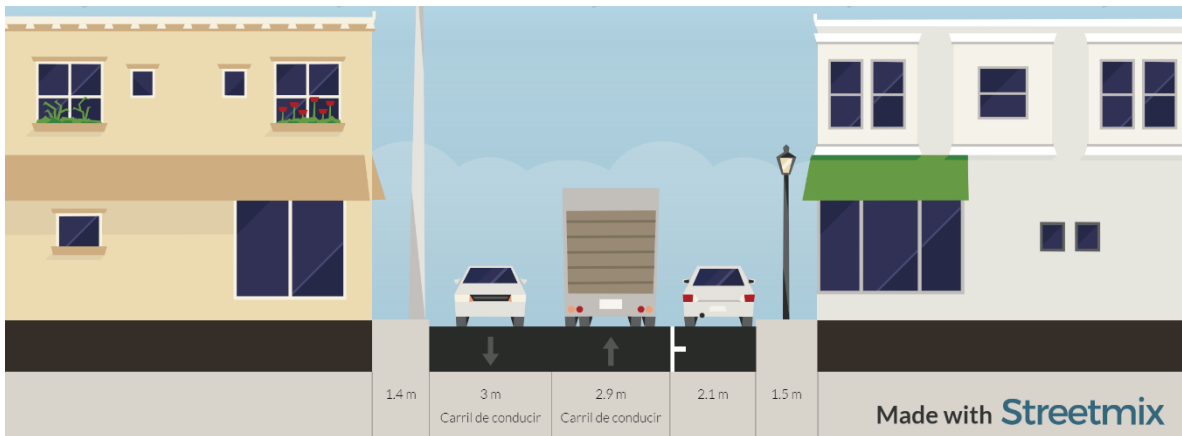 1.4 m
3 m
Carril de conducir
2.9 m
Carril de conducir
2.1 m
1.5 m
Made with Streetmix